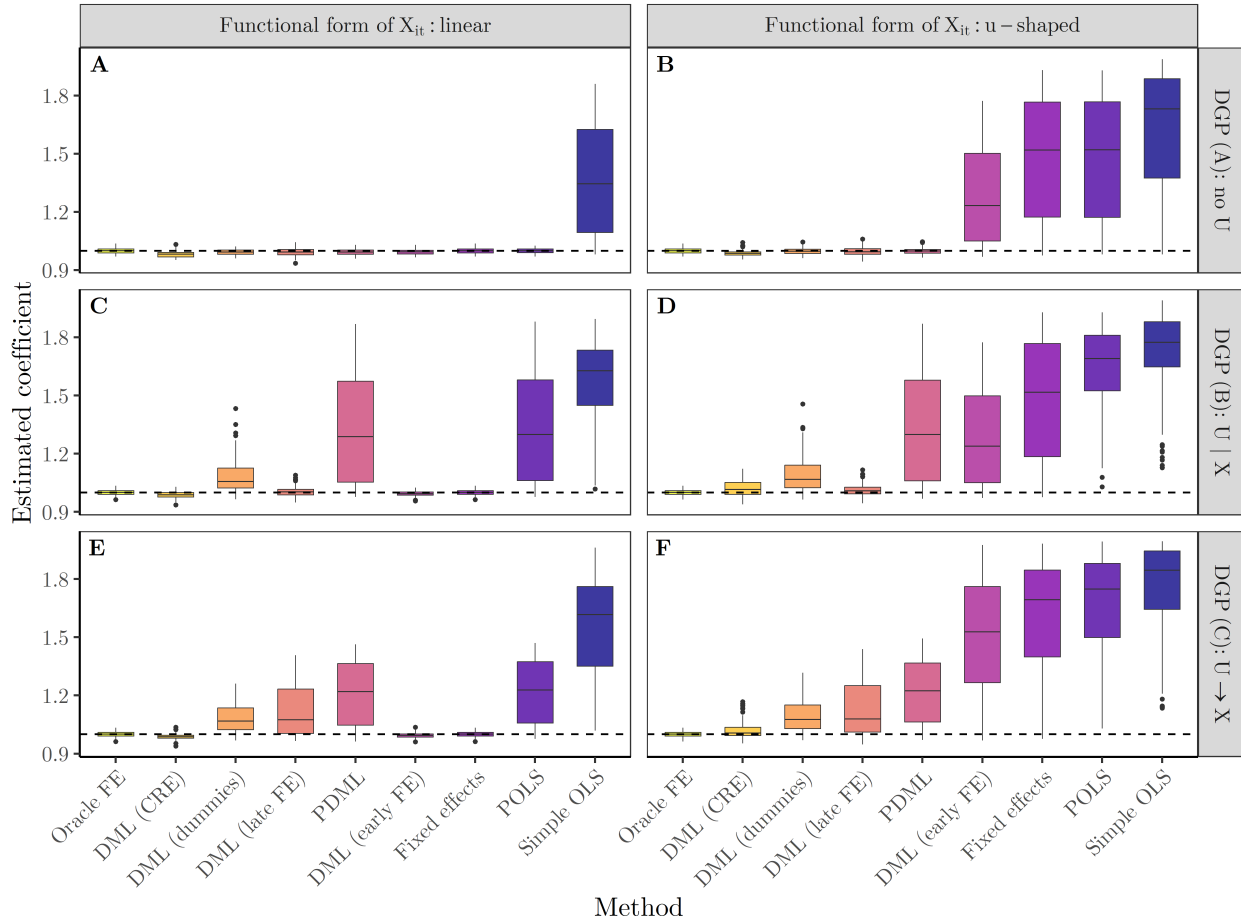 Functional form of Xit : linear
Functional form of Xit : u − shaped
A
B
1.8
1.5
1.2
0.9
DGP (A): no U
C
D
1.8
1.5
1.2
0.9
DGP (B): U | X
E
F
1.8
1.5
1.2
0.9
DGP (C): U → X
Estimated coefficient
Oracle FE
DML (CRE)
DML (dummies)
DML (late FE)
PDML
DML (early FE)
Fixed effects
POLS
Simple OLS
Oracle FE
DML (CRE)
DML (dummies)
DML (late FE)
PDML
DML (early FE)
Fixed effects
POLS
Simple OLS
Method